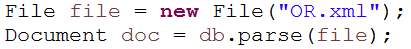 File file = new File("OR.xml");
Document doc = db.parse(file);